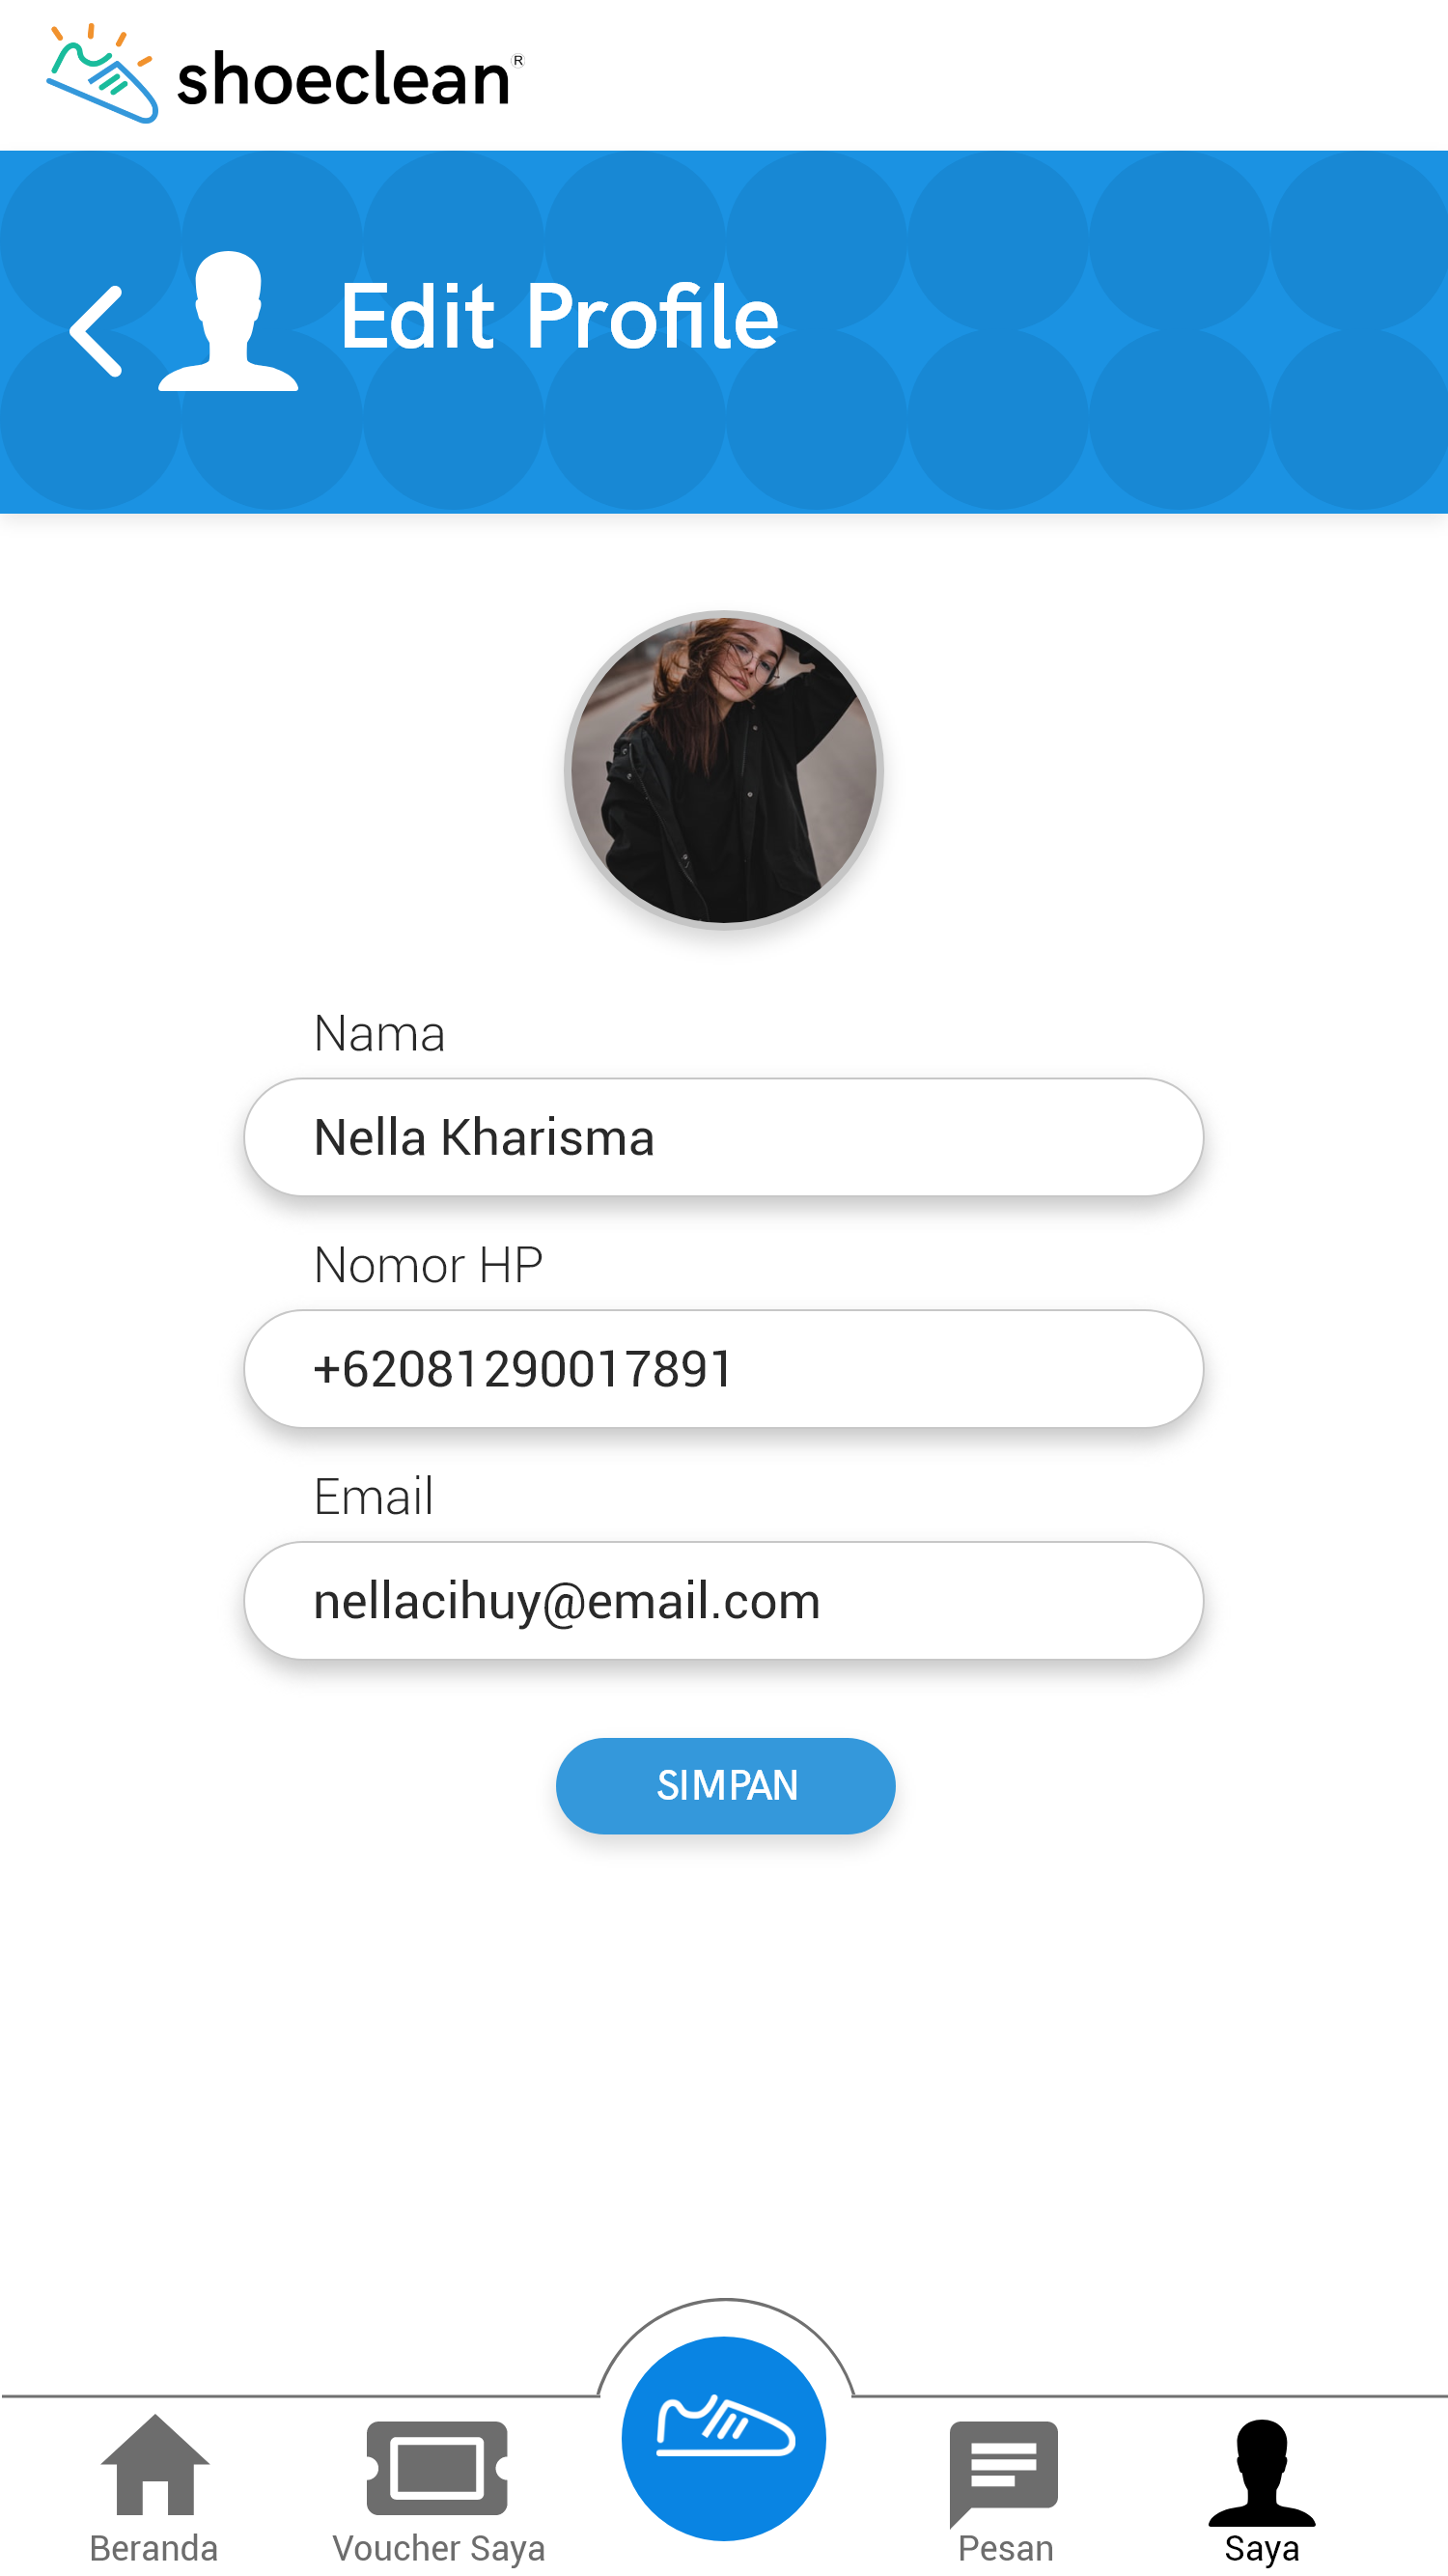 shoeclean®
Edit Profile
Nama
Nella Kharisma
Nomor HP
+62081290017891
Email
nellacihuy@email.com
SIMPAN
Beranda
Voucher Saya
Pesan
Saya